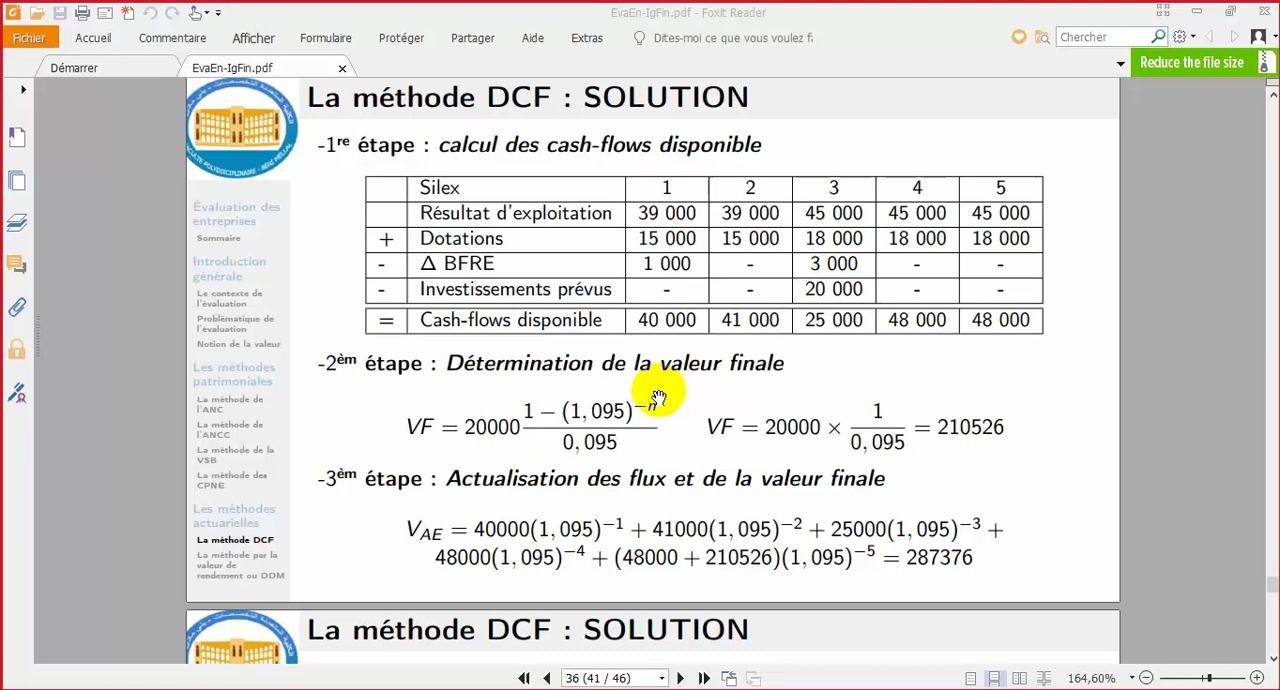 EvaEn-IgFin.pdf - Foxit Reader
Fichier Accueil Commentaire Afficher Formulaire Protéger Partager Aide Extras Dites-moi ce que vous voulez f Chercher
Démarrer EvaEn-IgFin.pdf Reduce the file size
La méthode DCF : SOLUTION
-1re étape : calcul des cash-flows disponible
Silex 1 2 3 4 5
Résultat d'exploitation 39 000 39 000 45 000 45 000 45 000
+ Dotations 15 000 15 000 18 000 18 000 18 000
- Δ BFRE 1 000 - 3 000 - -
- Investissements prévus - - 20 000 - -
= Cash-flows disponible 40 000 41 000 25 000 48 000 48 000
-2èm étape : Détermination de la valeur finale
VF = 20000 (1 − (1, 095)^−n) / 0, 095 VF = 20000 × 1 / 0, 095 = 210526
-3èm étape : Actualisation des flux et de la valeur finale
V_AE = 40000(1, 095)^−1 + 41000(1, 095)^−2 + 25000(1, 095)^−3 +
48000(1, 095)^−4 + (48000 + 210526)(1, 095)^−5 = 287376
Évaluation des
entreprises
Sommaire
Introduction
générale
Le contexte de
l'évaluation
Problèmatique de
l'évaluation
Notion de la valeur
Les méthodes
patrimoniales
La méthode de
l'ANC
La méthode de
l'ANCC
La méthode de la
VSB
La méthode des
CPNE
Les méthodes
actuarielles
La méthode DCF
La méthode par la
valeur de
rendement ou DDM
La méthode DCF : SOLUTION
36 (41 / 46) 164,60%